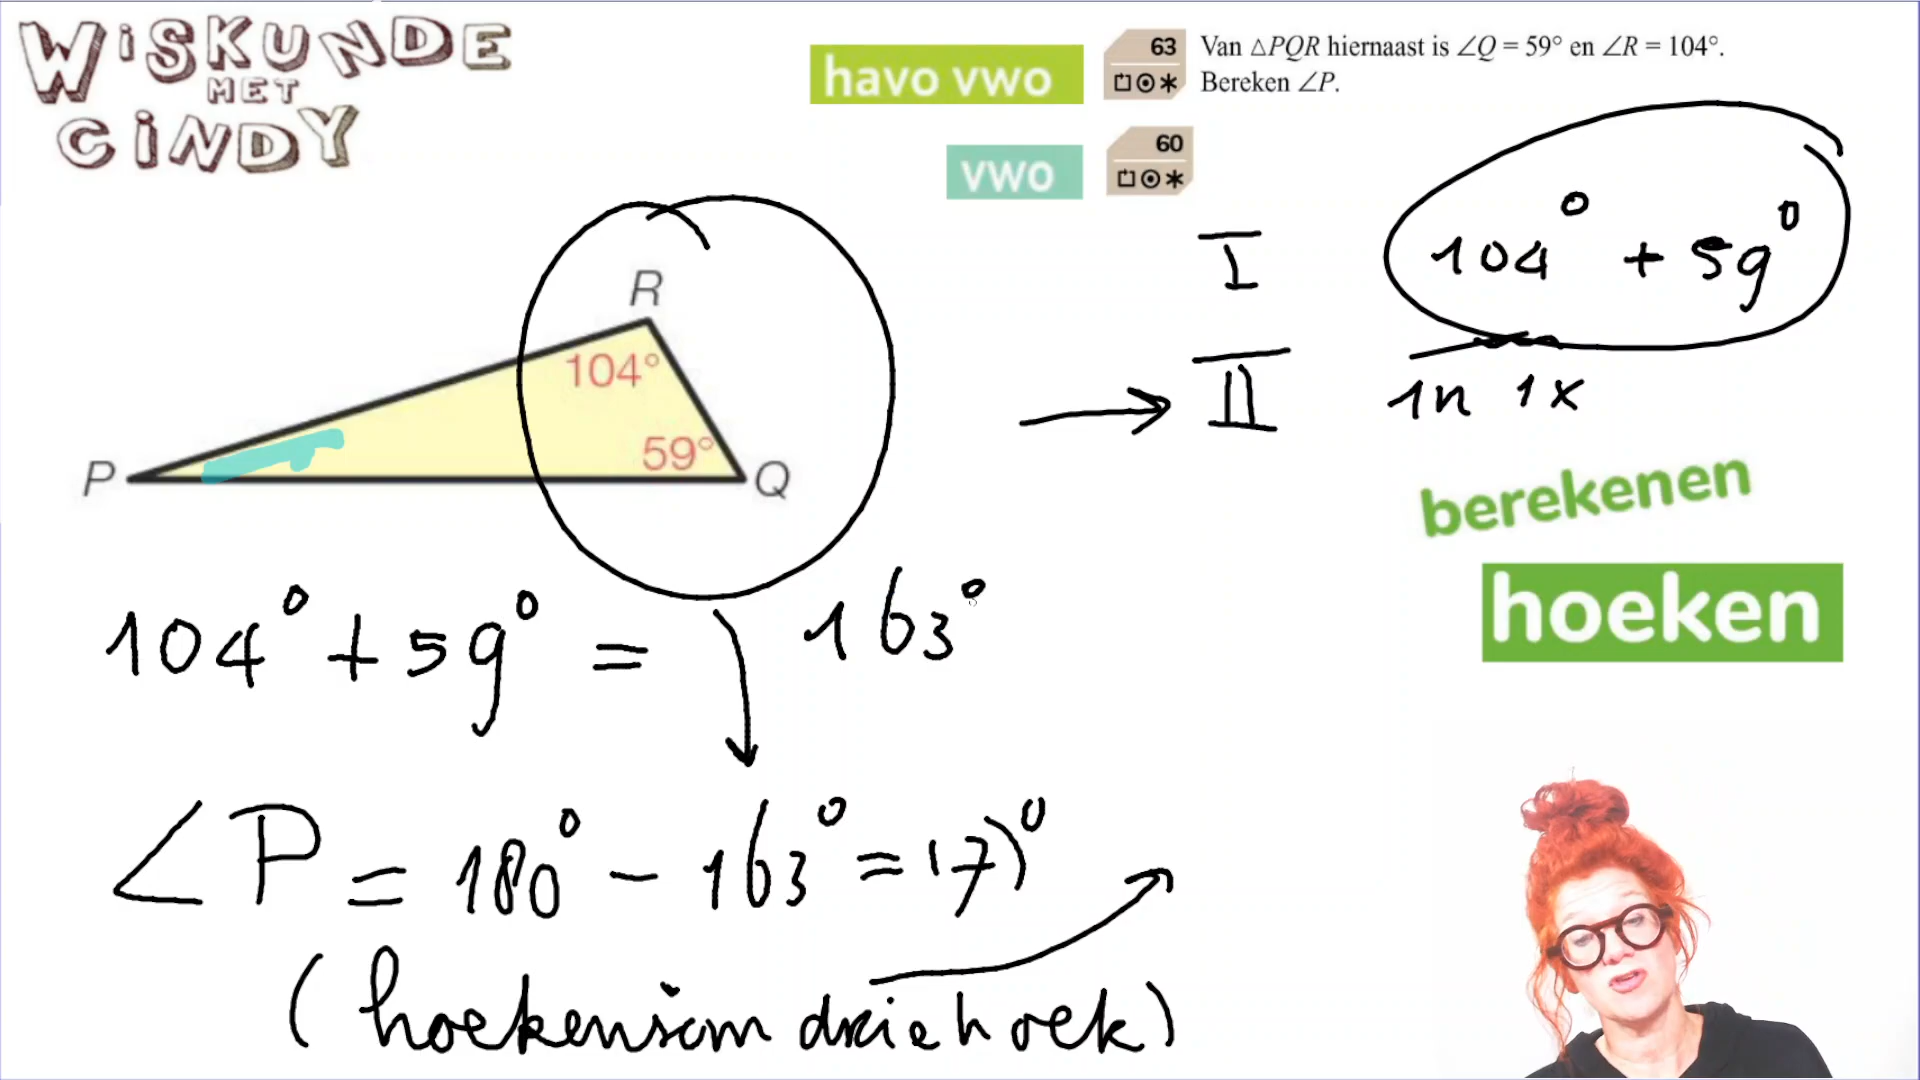 WiSKUNDE
MET
CiNDY
havo vwo
63
Van △PQR hiernaast is ∠Q = 59° en ∠R = 104°.
Bereken ∠P.
vwo
60
I
104° + 59°
II
1n 1x
R
104°
59°
P
Q
berekenen
hoeken
104° + 59° = 163°
∠P = 180° − 163° = 17°
(hoekensom driehoek)